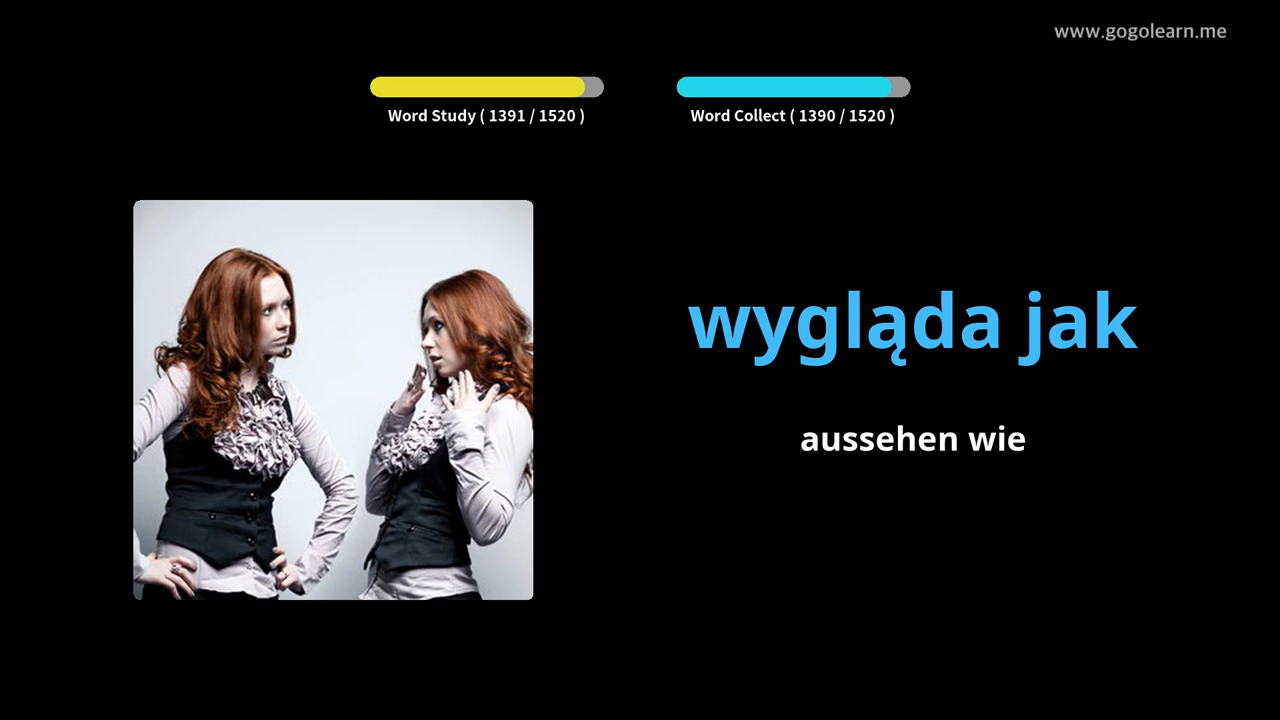 www.gogolearn.me
Word Study ( 1391 / 1520 )
Word Collect ( 1390 / 1520 )
wygląda jak
aussehen wie